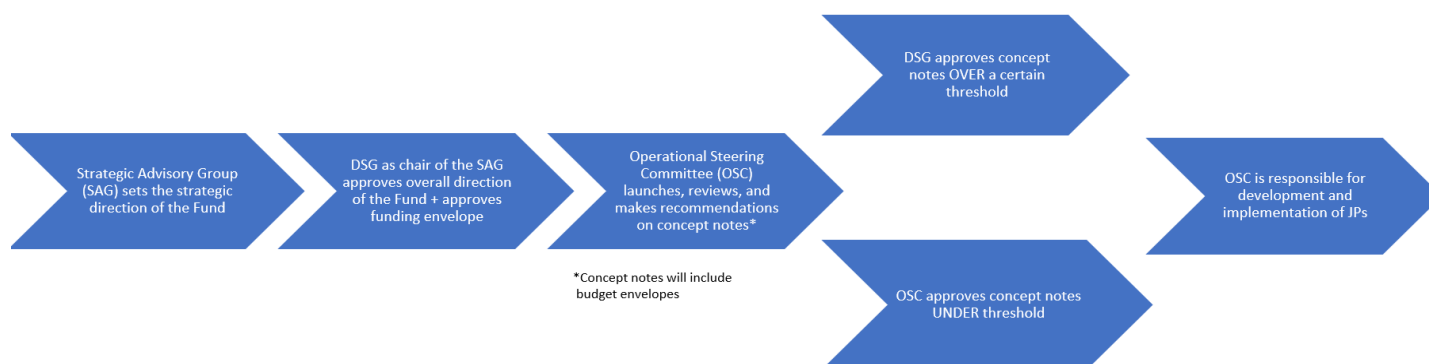 Strategic Advisory Group
(SAG) sets the strategic
direction of the Fund
DSG as chair of the SAG
approves overall direction
of the Fund + approves
funding envelope
Operational Steering
Committee (OSC)
launches, reviews, and
makes recommendations
on concept notes*
*Concept notes will include
budget envelopes
DSG approves concept
notes OVER a certain
threshold
OSC approves concept notes
UNDER threshold
OSC is responsible for
development and
implementation of JPs